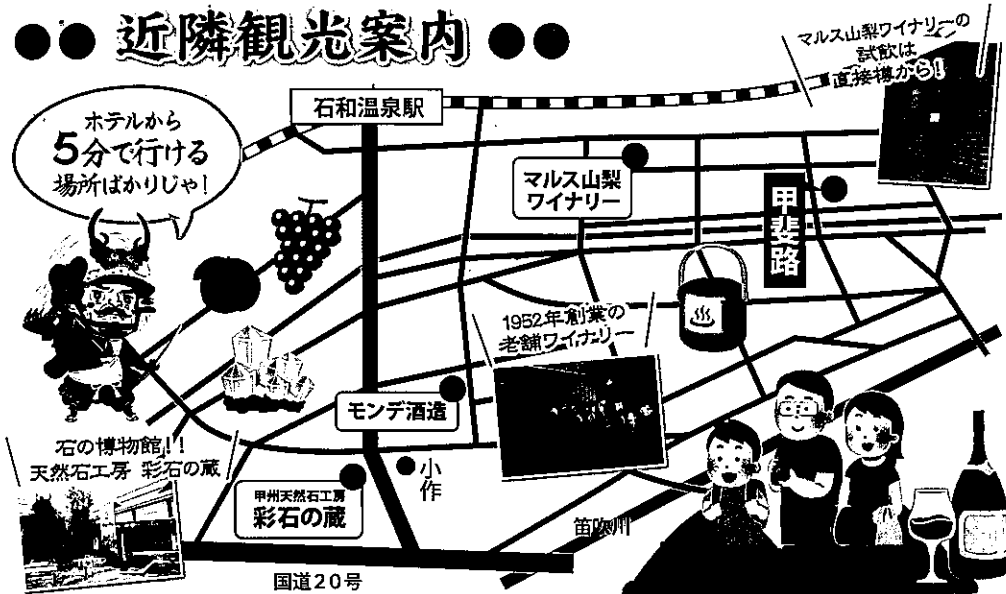 近隣観光案内
マルス山梨ワイナリーの
試飲は
直接樽から!
石和温泉駅
ホテルから
5分で行ける
場所ばかりじゃ!
マルス山梨
ワイナリー
甲斐路
1952年創業の
老舗ワイナリー
モンデ酒造
石の博物館!!
天然石工房 彩石の蔵
小作
甲州天然石工房
彩石の蔵
笛吹川
国道20号